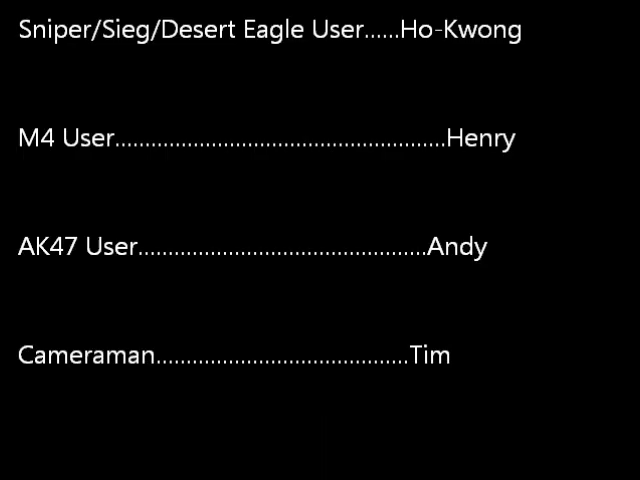 Sniper/Sieg/Desert Eagle User......Ho-Kwong
M4 User.......................................................Henry
AK47 User................................................Andy
Cameraman..........................................Tim